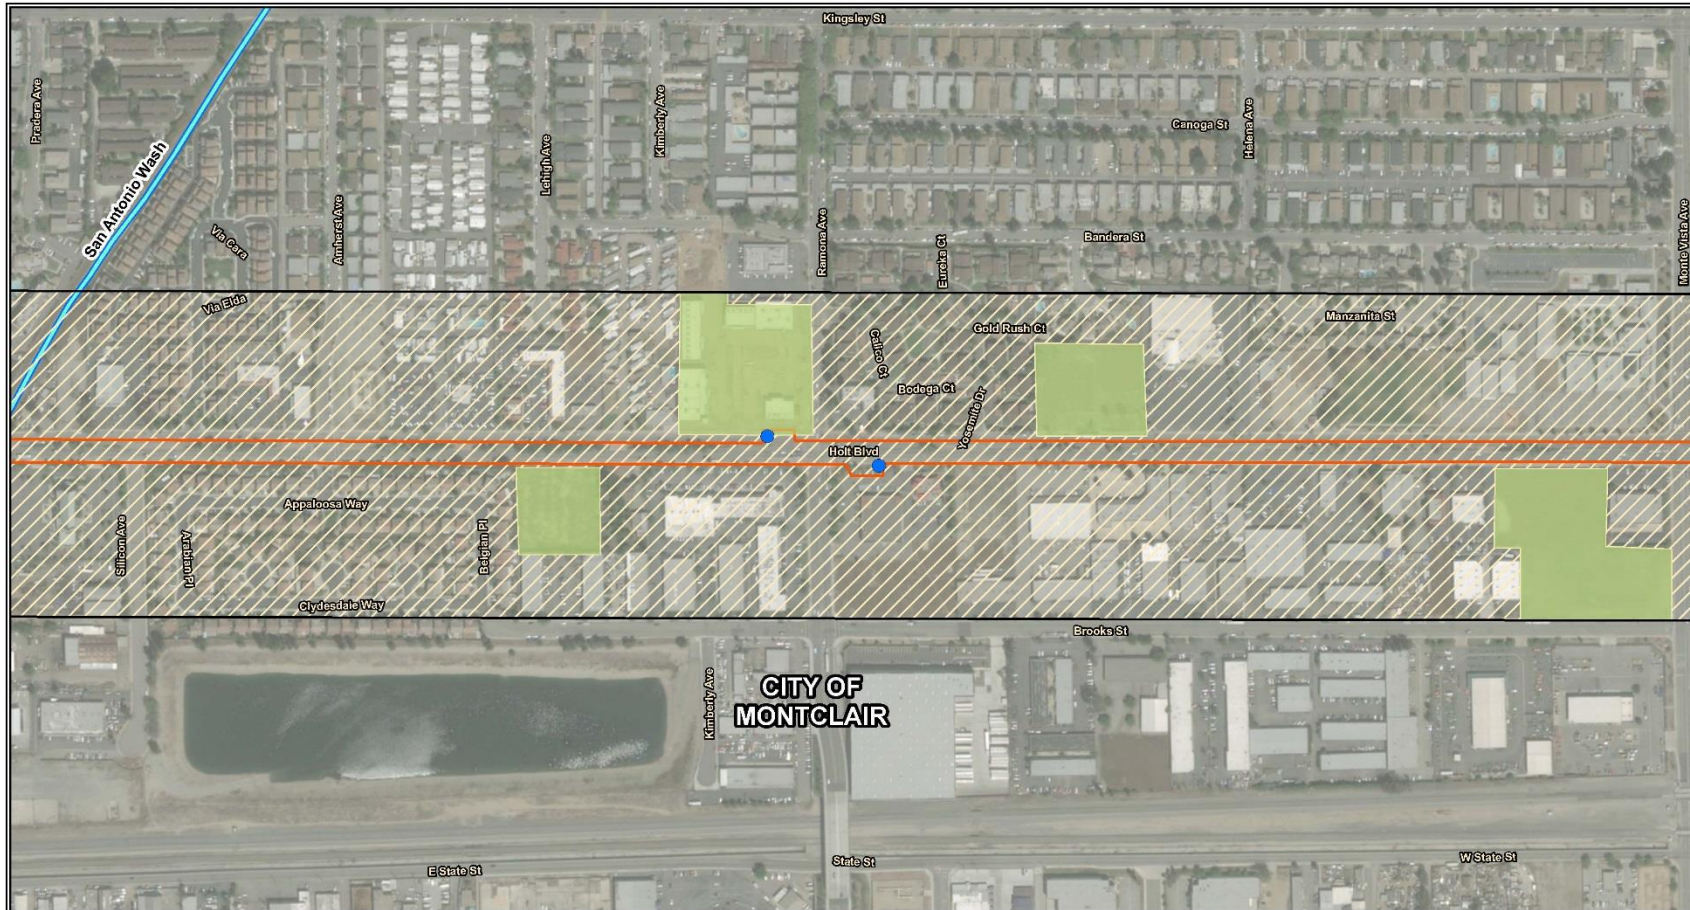 Kingsley St
Pradera Ave
San Antonio Wash
Via Cara
Amherst Ave
Lehigh Ave
Kimberly Ave
Ramona Ave
Canoga St
Helena Ave
Bandera St
Eureka Ct
Monte Vista Ave
Via Elda
Calico Ct
Gold Rush Ct
Manzanita St
Bodega Ct
Yosemite Dr
Holt Blvd
Appaloosa Way
Silicon Ave
Arabian Pl
Belgian Pl
Clydesdale Way
Brooks St
Kimberly Ave
CITY OF
MONTCLAIR
E State St
State St
W State St